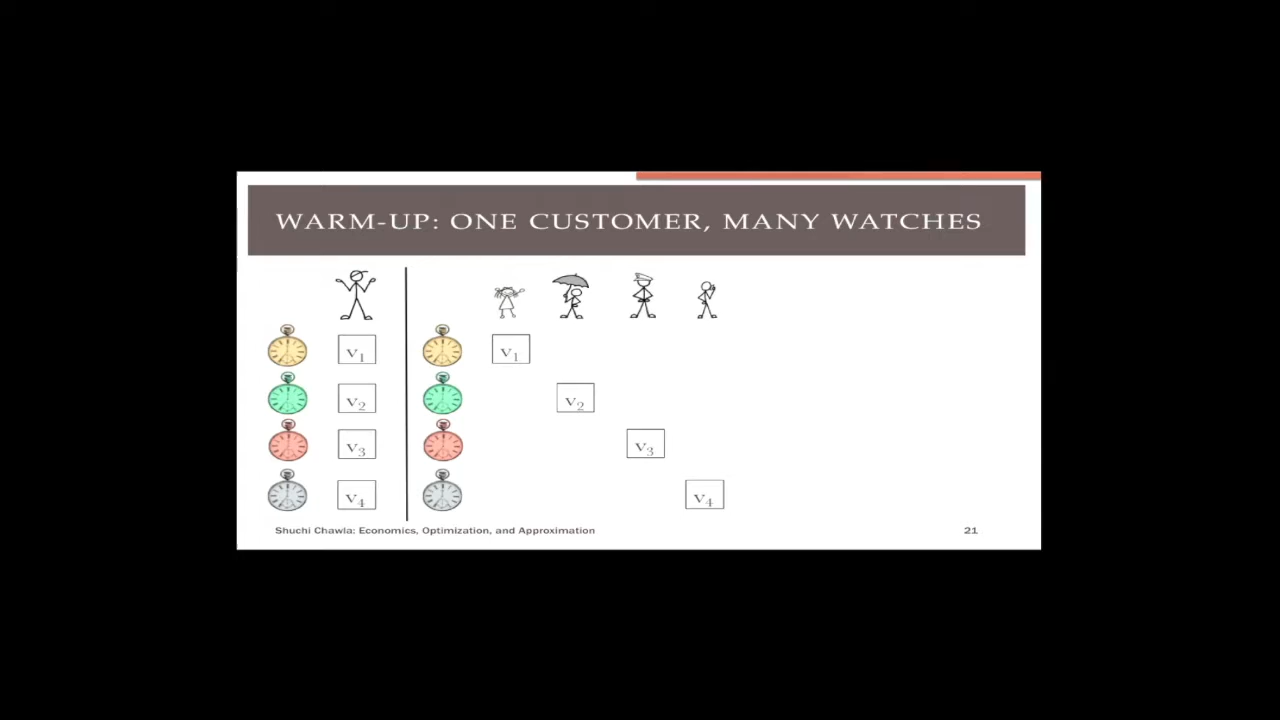 WARM-UP: ONE CUSTOMER, MANY WATCHES
v1 v1
v2 v2
v3 v3
v4 v4
Shuchi Chawla: Economics, Optimization, and Approximation 21